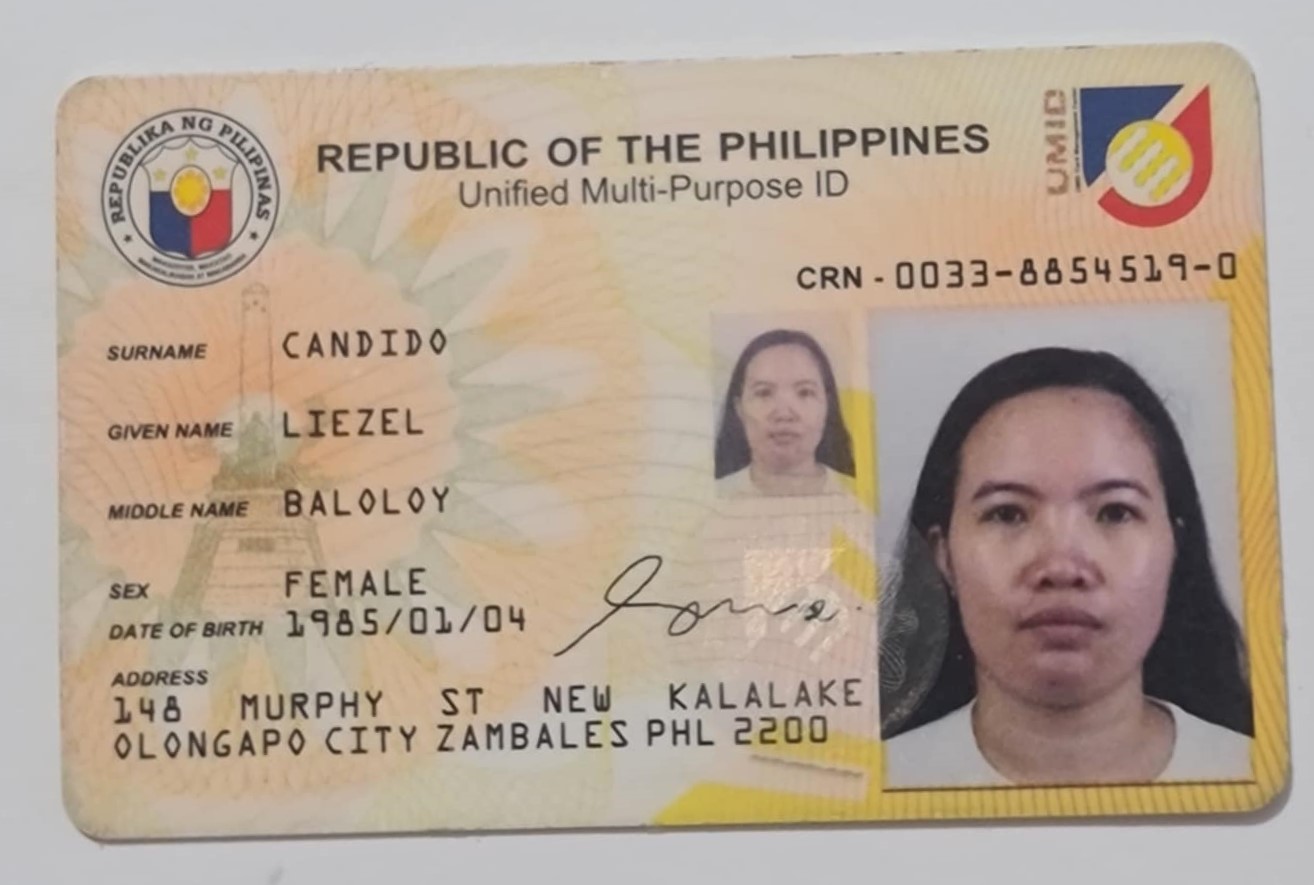 REPUBLIKA NG PILIPINAS
REPUBLIC OF THE PHILIPPINES
Unified Multi-Purpose ID
UMID
CRN - 0033-8854519-0
SURNAME CANDIDO
GIVEN NAME LIEZEL
MIDDLE NAME BALOLOY
SEX FEMALE
DATE OF BIRTH 1985/01/04
ADDRESS
148 MURPHY ST NEW KALALAKE
OLONGAPO CITY ZAMBALES PHL 2200